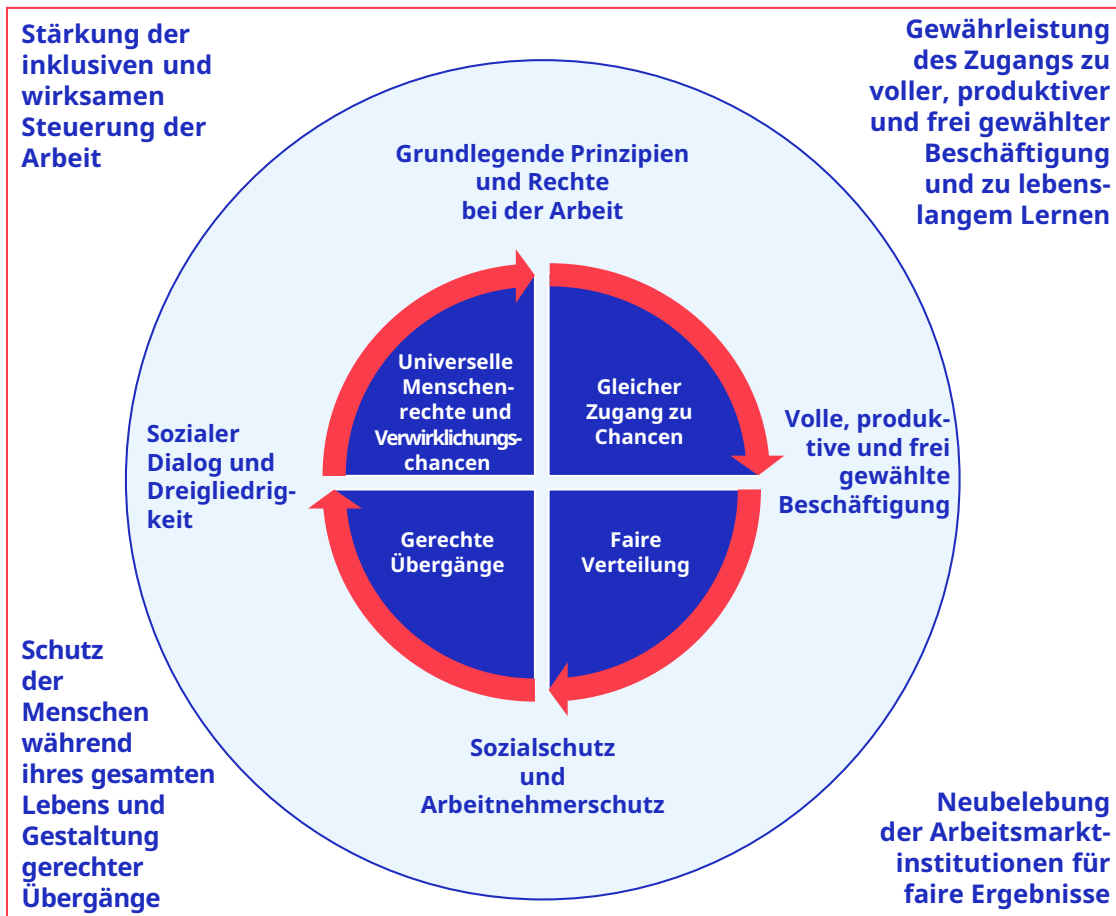 Stärkung der
inklusiven und
wirksamen
Steuerung der
Arbeit
Gewährleistung
des Zugangs zu
voller, produktiver
und frei gewählter
Beschäftigung
und zu lebens-
langem Lernen
Grundlegende Prinzipien
und Rechte
bei der Arbeit
Universelle
Menschen-
rechte und
Verwirklichungs-
chancen
Gleicher
Zugang zu
Chancen
Sozialer
Dialog und
Dreigliedrig-
keit
Volle, produk-
tive und frei
gewählte
Beschäftigung
Gerechte
Übergänge
Faire
Verteilung
Sozialschutz
und
Arbeitnehmerschutz
Schutz
der
Menschen
während
ihres gesamten
Lebens und
Gestaltung
gerechter
Übergänge
Neubelebung
der Arbeitsmarkt-
institutionen für
faire Ergebnisse